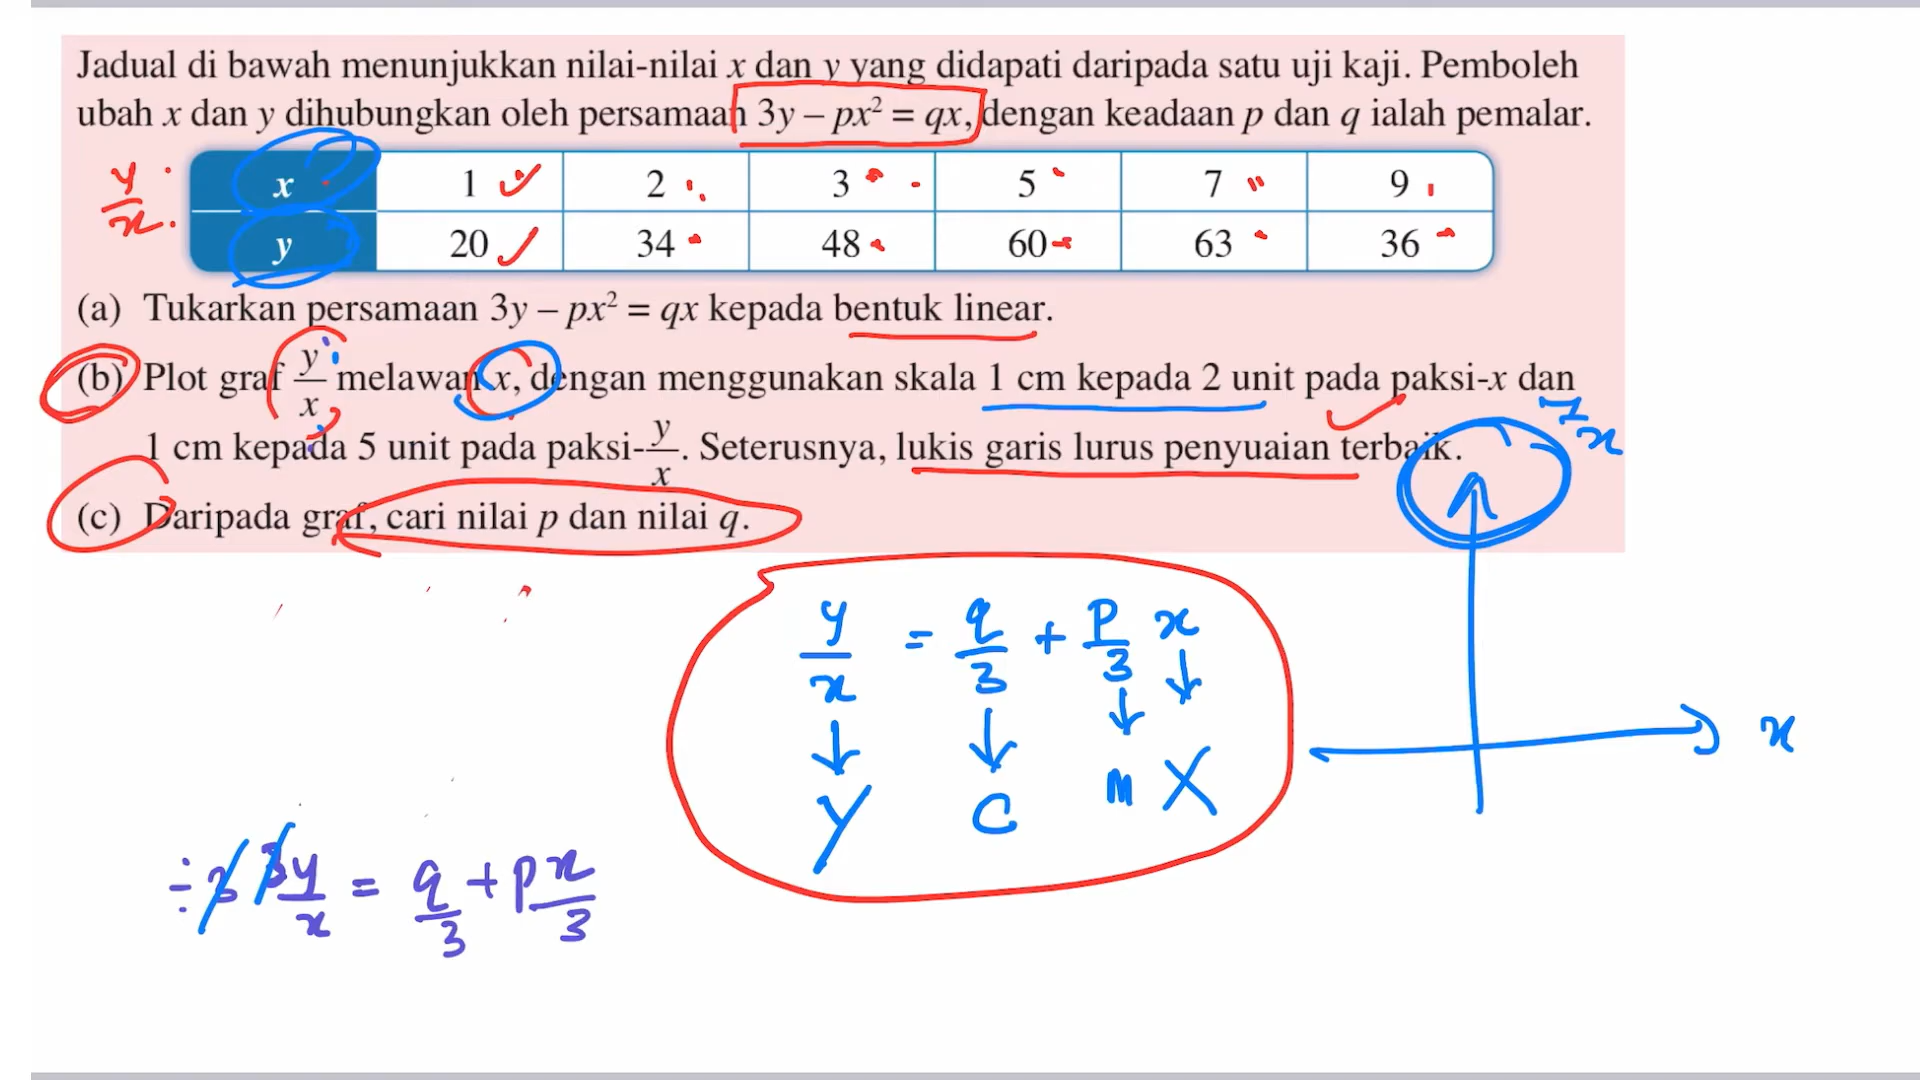 Jadual di bawah menunjukkan nilai-nilai x dan y yang didapati daripada satu uji kaji. Pemboleh
ubah x dan y dihubungkan oleh persamaan 3y – px² = qx, dengan keadaan p dan q ialah pemalar.
y/x
x 1 2 3 5 7 9
y 20 34 48 60 63 36
(a) Tukarkan persamaan 3y – px² = qx kepada bentuk linear.
(b) Plot graf y/x melawan x, dengan menggunakan skala 1 cm kepada 2 unit pada paksi-x dan
1 cm kepada 5 unit pada paksi-y/x. Seterusnya, lukis garis lurus penyuaian terbaik.
(c) Daripada graf, cari nilai p dan nilai q.
y/x = q/3 + p/3 x
Y C m X
x
÷3 3y/x = q/3 + px/3